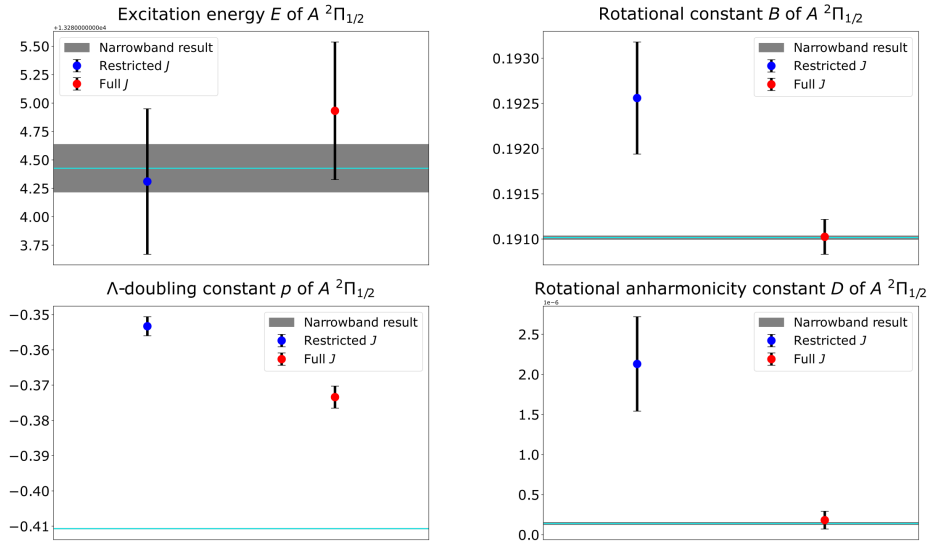 Excitation energy E of A ²Π₁/₂
+1.3280000000e4
5.50
5.25
5.00
4.75
4.50
4.25
4.00
3.75
Narrowband result
Restricted J
Full J
Rotational constant B of A ²Π₁/₂
0.1930
0.1925
0.1920
0.1915
0.1910
Narrowband result
Restricted J
Full J
Λ-doubling constant p of A ²Π₁/₂
−0.35
−0.36
−0.37
−0.38
−0.39
−0.40
−0.41
Narrowband result
Restricted J
Full J
Rotational anharmonicity constant D of A ²Π₁/₂
1e−6
2.5
2.0
1.5
1.0
0.5
0.0
Narrowband result
Restricted J
Full J